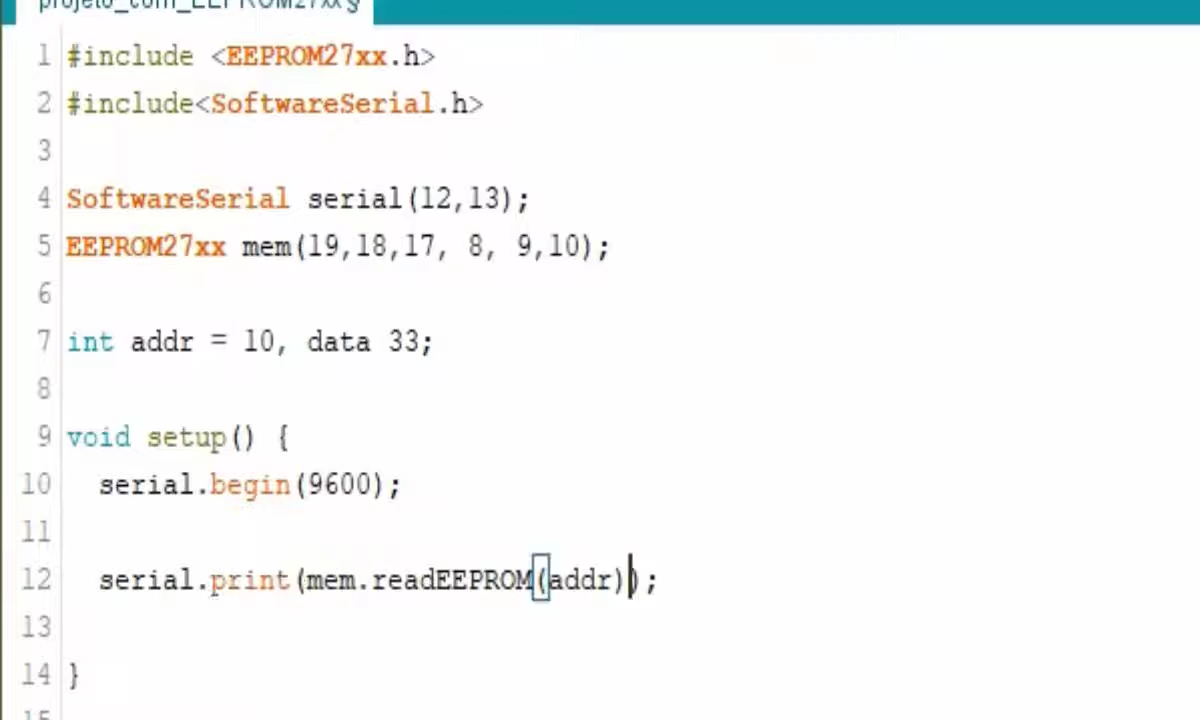 projeto_com_EEPROM27xx§
1 #include <EEPROM27xx.h>
2 #include<SoftwareSerial.h>
3
4 SoftwareSerial serial(12,13);
5 EEPROM27xx mem(19,18,17, 8, 9,10);
6
7 int addr = 10, data 33;
8
9 void setup() {
10 serial.begin(9600);
11
12 serial.print(mem.readEEPROM(addr));
13
14 }
15